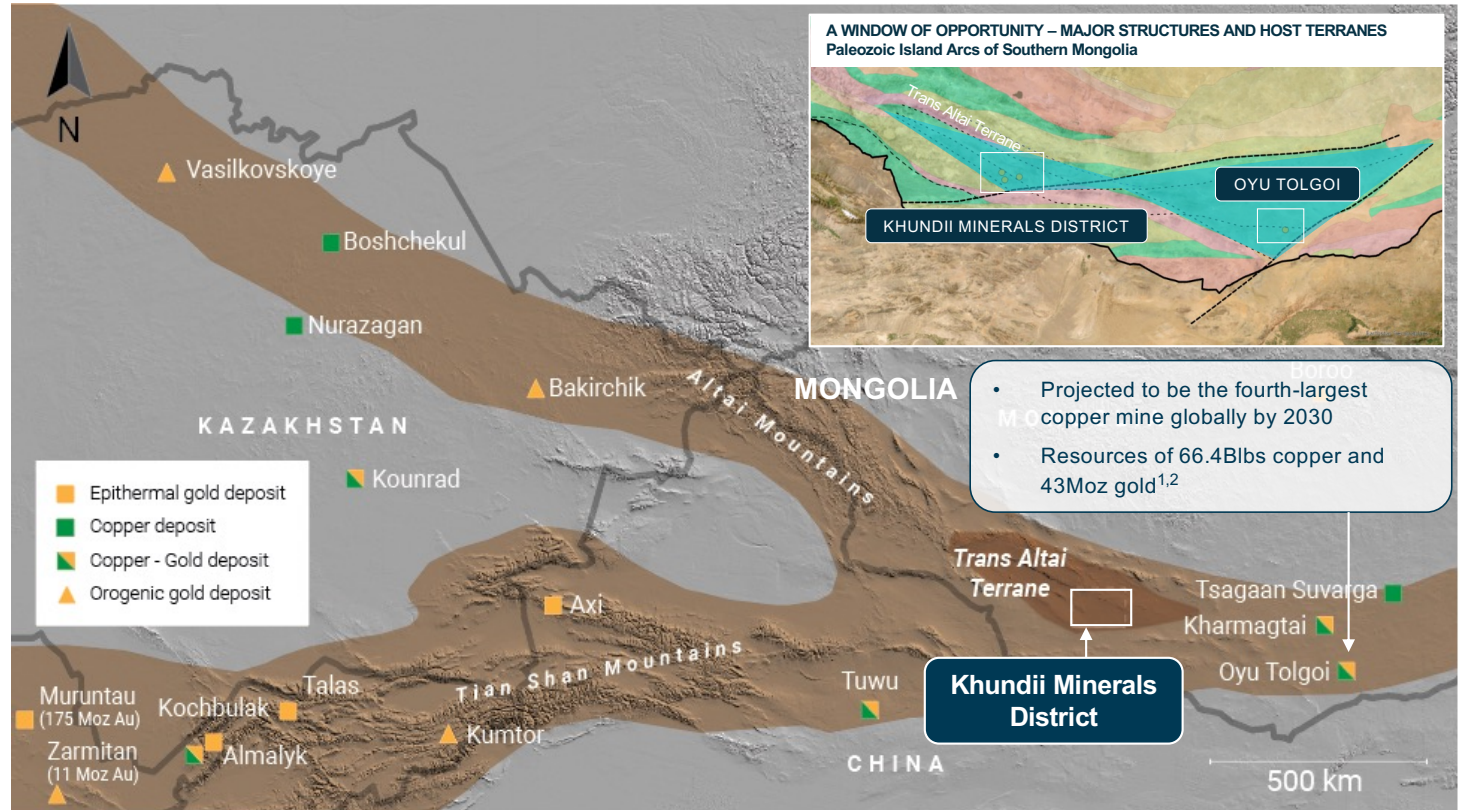 A WINDOW OF OPPORTUNITY – MAJOR STRUCTURES AND HOST TERRANES
Paleozoic Island Arcs of Southern Mongolia
Trans Altai Terrane
OYU TOLGOI
KHUNDII MINERALS DISTRICT
N
Vasilkovskoye
Boshchekul
Nurazagan
Bakirchik
Altai Mountains
MONGOLIA
Boroo
• Projected to be the fourth-largest
copper mine globally by 2030
• Resources of 66.4Blbs copper and
43Moz gold1,2
KAZAKHSTAN
Kounrad
Epithermal gold deposit
Copper deposit
Copper - Gold deposit
Orogenic gold deposit
Trans Altai
Terrane
Axi
Tsagaan Suvarga
Kharmagtai
Oyu Tolgoi
Tian Shan Mountains
Tuwu
Khundii Minerals
District
Muruntau
(175 Moz Au)
Kochbulak
Talas
Kumtor
Zarmitan
(11 Moz Au)
Almalyk
CHINA
500 km